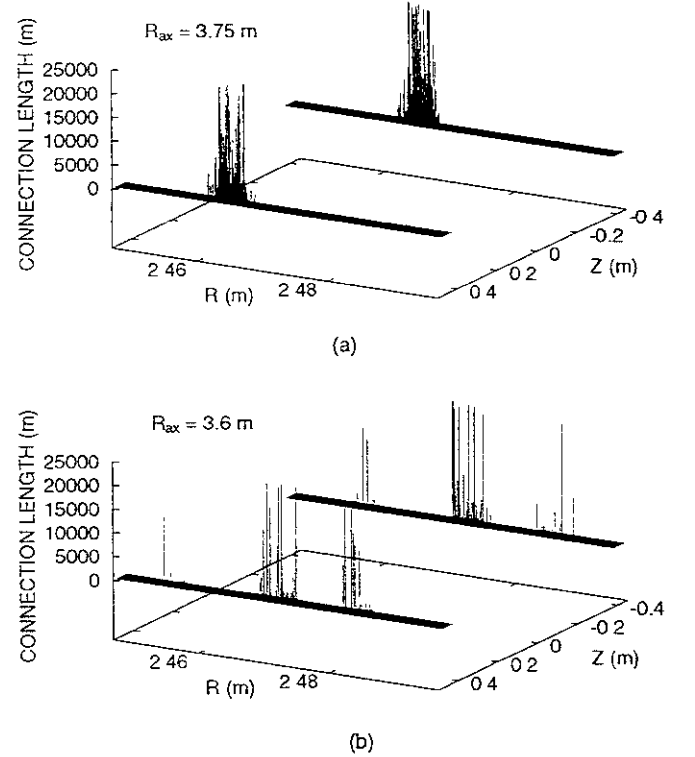 R_ax = 3.75 m
CONNECTION LENGTH (m)
25000
20000
15000
10000
5000
0
2 46
2 48
R (m)
0 4
0 2
0
-0.2
-0 4
Z (m)
(a)
R_ax = 3.6 m
CONNECTION LENGTH (m)
25000
20000
15000
10000
5000
0
2 46
2 48
R (m)
0 4
0 2
0
-0 2
-0.4
Z (m)
(b)